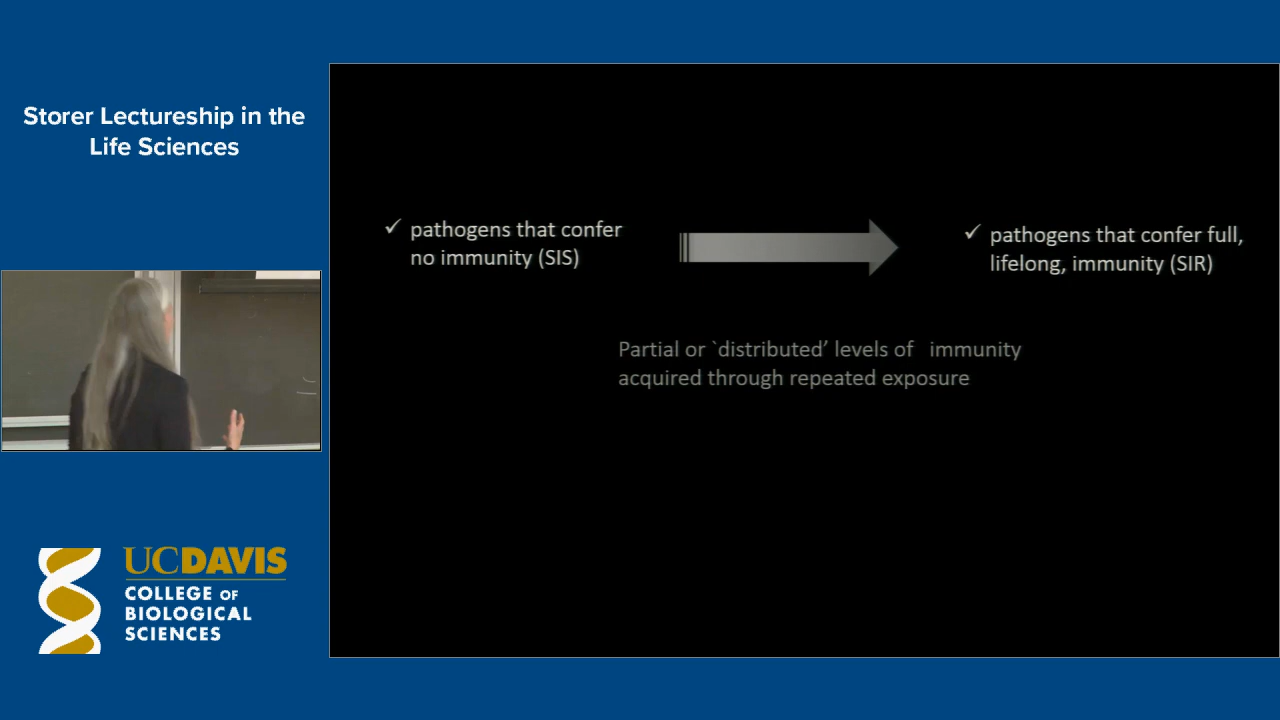 Storer Lectureship in the
Life Sciences
✓ pathogens that confer
no immunity (SIS)
✓ pathogens that confer full,
lifelong, immunity (SIR)
Partial or `distributed’ levels of immunity
acquired through repeated exposure
UCDAVIS
COLLEGE OF
BIOLOGICAL
SCIENCES